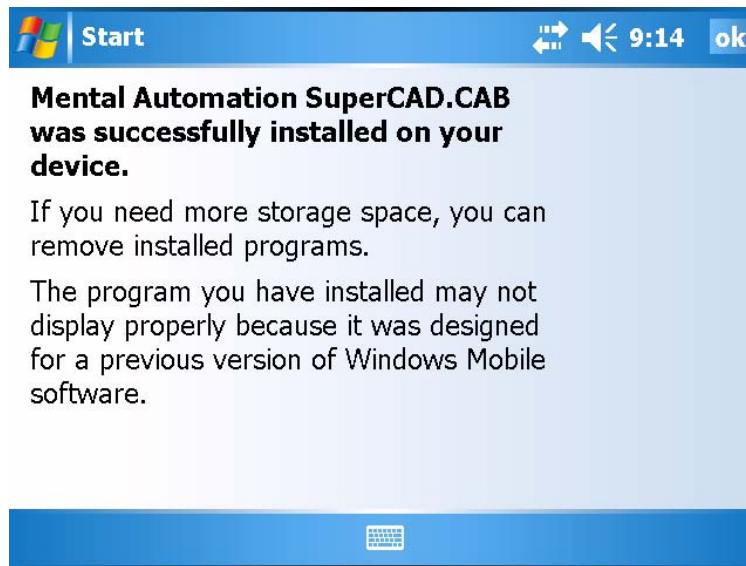 Start 9:14 ok
Mental Automation SuperCAD.CAB
was successfully installed on your
device.
If you need more storage space, you can
remove installed programs.
The program you have installed may not
display properly because it was designed
for a previous version of Windows Mobile
software.